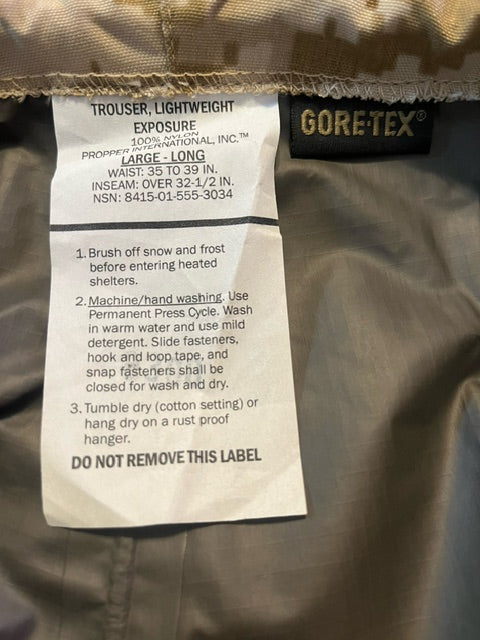 TROUSER, LIGHTWEIGHT
EXPOSURE
100% NYLON
PROPPER INTERNATIONAL, INC.™
LARGE - LONG
WAIST: 35 TO 39 IN.
INSEAM: OVER 32-1/2 IN.
NSN: 8415-01-555-3034
GORE-TEX®
1. Brush off snow and frost
before entering heated
shelters.
2. Machine/hand washing. Use
Permanent Press Cycle. Wash
in warm water and use mild
detergent. Slide fasteners,
hook and loop tape, and
snap fasteners shall be
closed for wash and dry.
3. Tumble dry (cotton setting) or
hang dry on a rust proof
hanger.
DO NOT REMOVE THIS LABEL